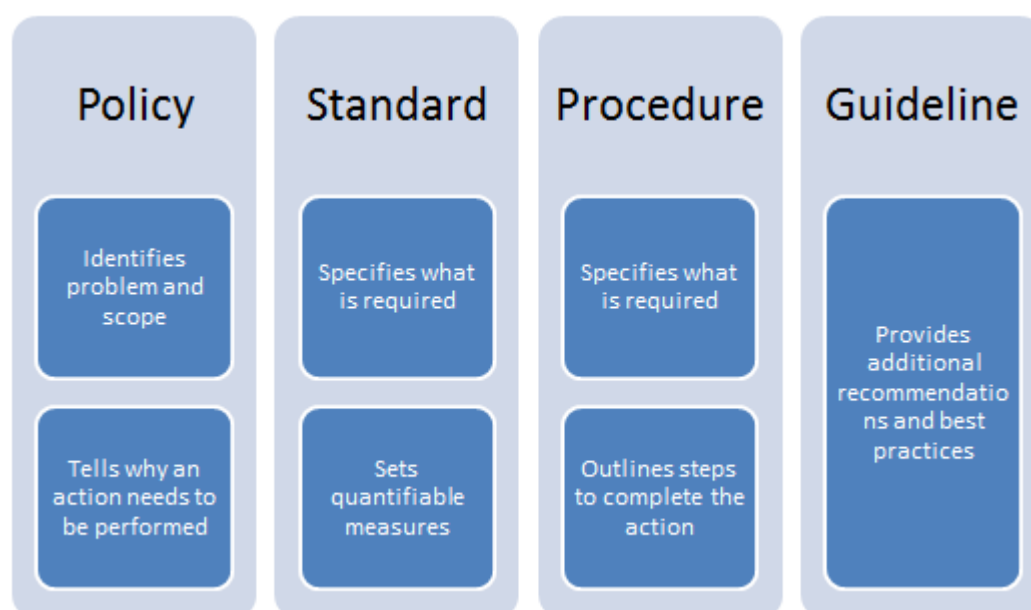 Policy
Identifies
problem and
scope
Tells why an
action needs to
be performed
Standard
Specifies what
is required
Sets
quantifiable
measures
Procedure
Specifies what
is required
Outlines steps
to complete the
action
Guideline
Provides
additional
recommendatio
ns and best
practices